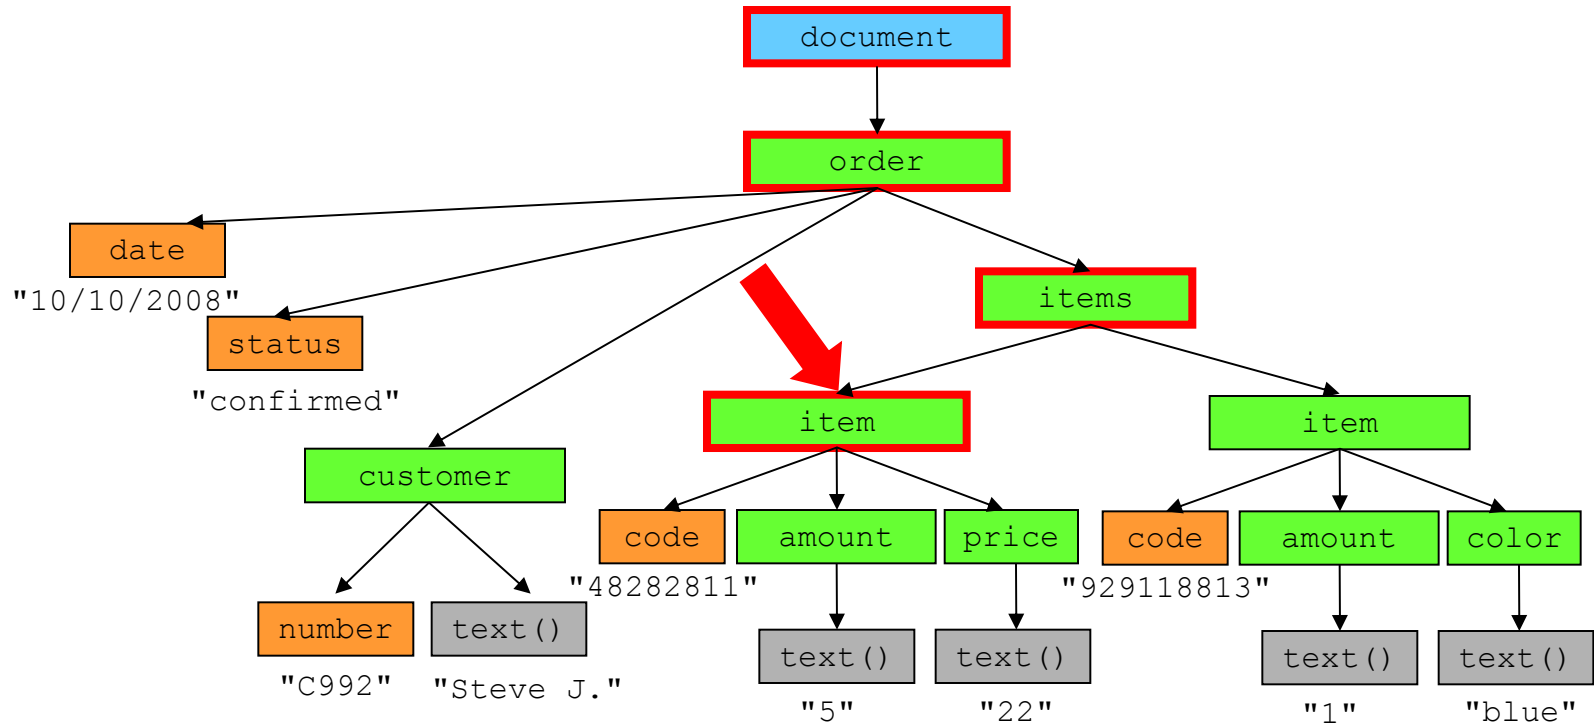 document
order
date
"10/10/2008"
items
status
"confirmed"
item
item
customer
code
amount
price
code
amount
color
"48282811"
"929118813"
number
text()
text()
text()
text()
text()
"C992"
"Steve J."
"5"
"22"
"1"
"blue"